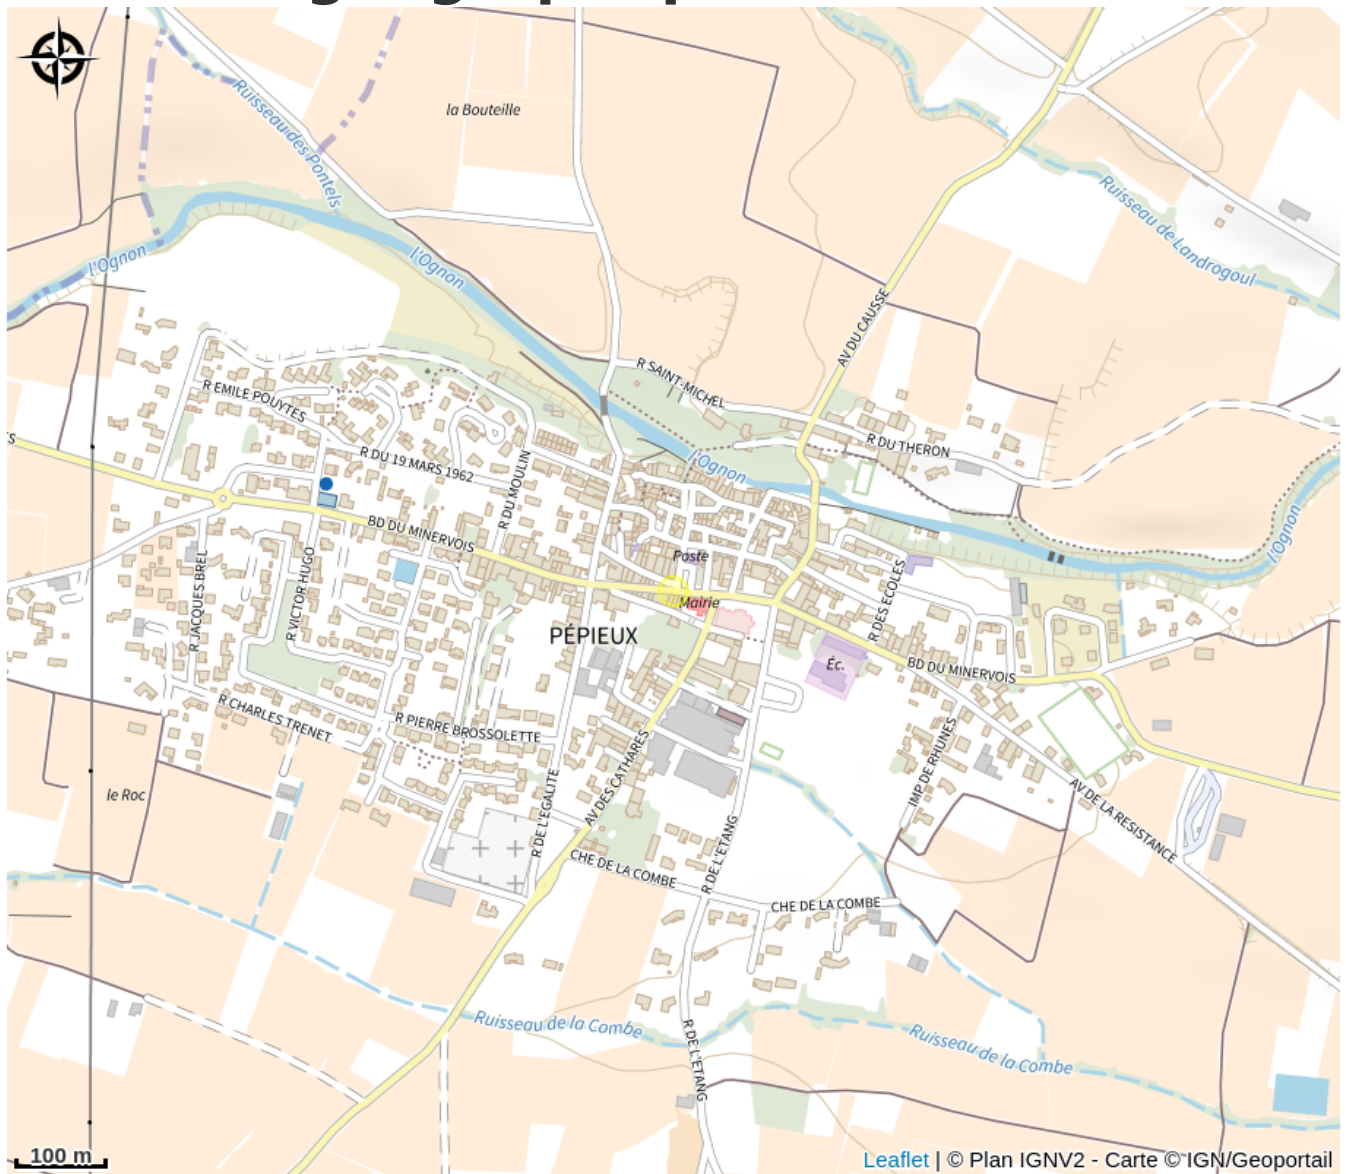 la Bouteille
Ruisseau des Pontels
Ruisseau de Landrogoul
l'Ognon
l'Ognon
AV DU CAUSSE
R SAINT-MICHEL
R EMILE POUYTES
R DU THERON
R DU 19 MARS 1962
l'Ognon
R DU MOULIN
l'Ognon
BD DU MINERVOIS
Poste
R JACQUES BREL
R VICTOR HUGO
R DES ECOLES
Mairie
PÉPIEUX
Éc.
BD DU MINERVOIS
R CHARLES TRENET
R PIERRE BROSSOLETTE
IMP DE RHUNES
AV DES CATHARES
le Roc
R DE L'EGALITE
AV DE LA RESISTANCE
R DE L'ETANG
CHE DE LA COMBE
CHE DE LA COMBE
Ruisseau de la Combe
Ruisseau de la Combe
R DE L'ETANG
100 m
Leaflet | © Plan IGNV2 - Carte © IGN/Geoportail